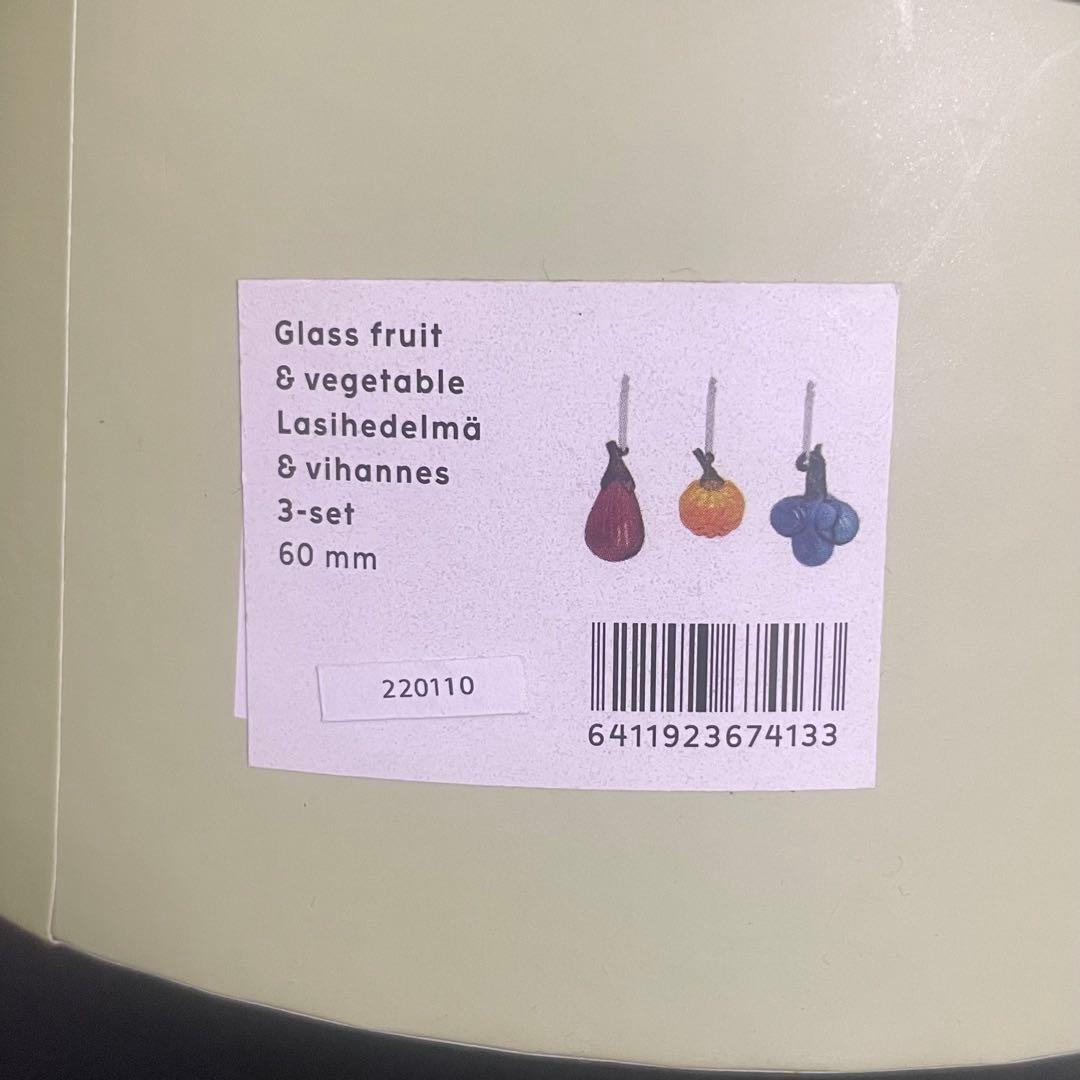 Glass fruit
& vegetable
Lasihedelmä
& vihannes
3-set
60 mm
220110
6411923674133